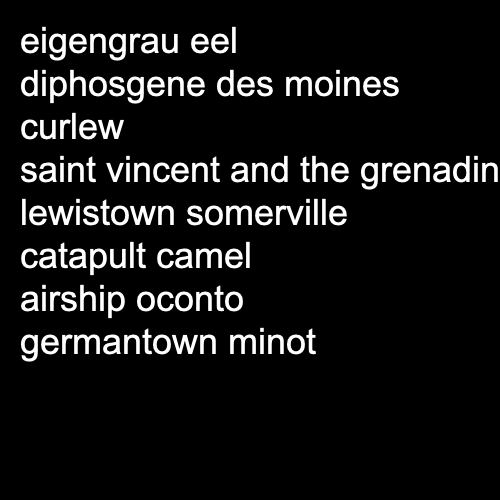 eigengrau eel
diphosgene des moines
curlew
saint vincent and the grenadin
lewistown somerville
catapult camel
airship oconto
germantown minot